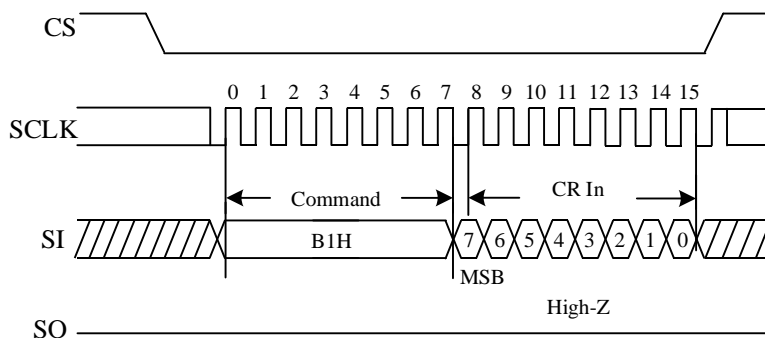 CS
0 1 2 3 4 5 6 7 8 9 10 11 12 13 14 15
SCLK
Command
CR In
SI
B1H
7 6 5 4 3 2 1 0
MSB
High-Z
SO